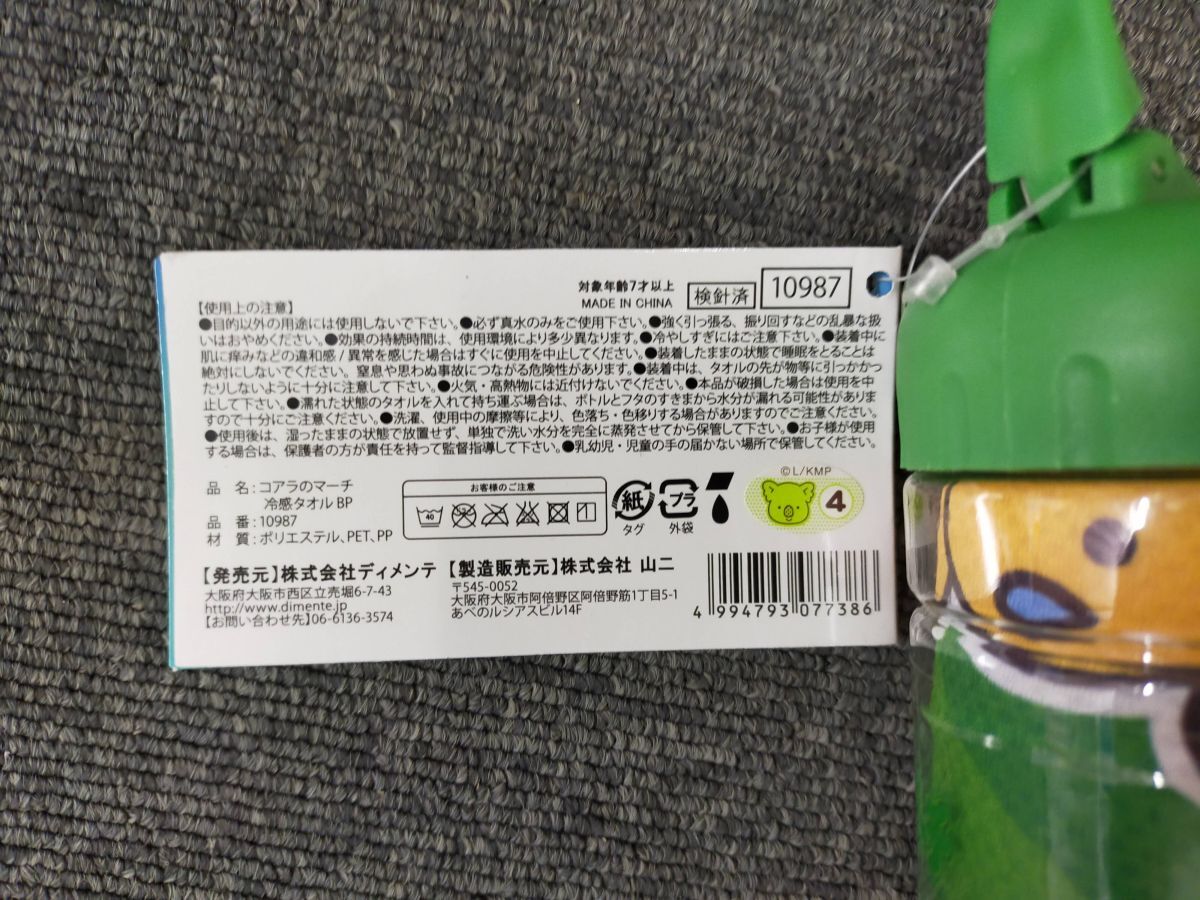 対象年齢7才以上
MADE IN CHINA
検針済
10987
【使用上の注意】
●目的以外の用途には使用しないで下さい。●必ず真水のみをご使用下さい。●強く引っ張る、振り回すなどの乱暴な扱
いはおやめください。●効果の持続時間は、使用環境により多少異なります。●冷やしすぎにはご注意下さい。●装着中に
肌に痒みなどの違和感/異常を感じた場合はすぐに使用を中止してください。●装着したままの状態で睡眠をとることは
絶対にしないでください。窒息や思わぬ事故につながる危険性があります。●装着中は、タオルの先が物等に引っかかっ
たりしないように十分に注意して下さい。●火気・高熱物には近付けないでください。●本品が破損した場合は使用を中
止して下さい。●濡れた状態のタオルを入れて持ち運ぶ場合は、ボトルとフタのすきまから水分が漏れる可能性がありま
すので十分にご注意ください。●洗濯、使用中の摩擦等により、色落ち・色移りする場合がありますのでご注意ください。
●使用後は、湿ったままの状態で放置せず、単独で洗い水分を完全に蒸発させてから保管して下さい。●お子様が使用
する場合は、保護者の方が責任を持って監督指導して下さい。●乳幼児・児童の手の届かない場所で保管してください。
品 名:コアラのマーチ
冷感タオル BP
品 番:10987
材 質:ポリエステル、PET、PP
お客様のご注意
40
紙
タグ
プラ
外袋
©L/KMP
4
【発売元】株式会社ディメンテ
大阪府大阪市西区立売堀6-7-43
http://www.dimente.jp
【お問い合わせ先】06-6136-3574
【製造販売元】株式会社 山二
〒545-0052
大阪府大阪市阿倍野区阿倍野筋1丁目5-1
あべのルシアスビル14F
4 994793 077386